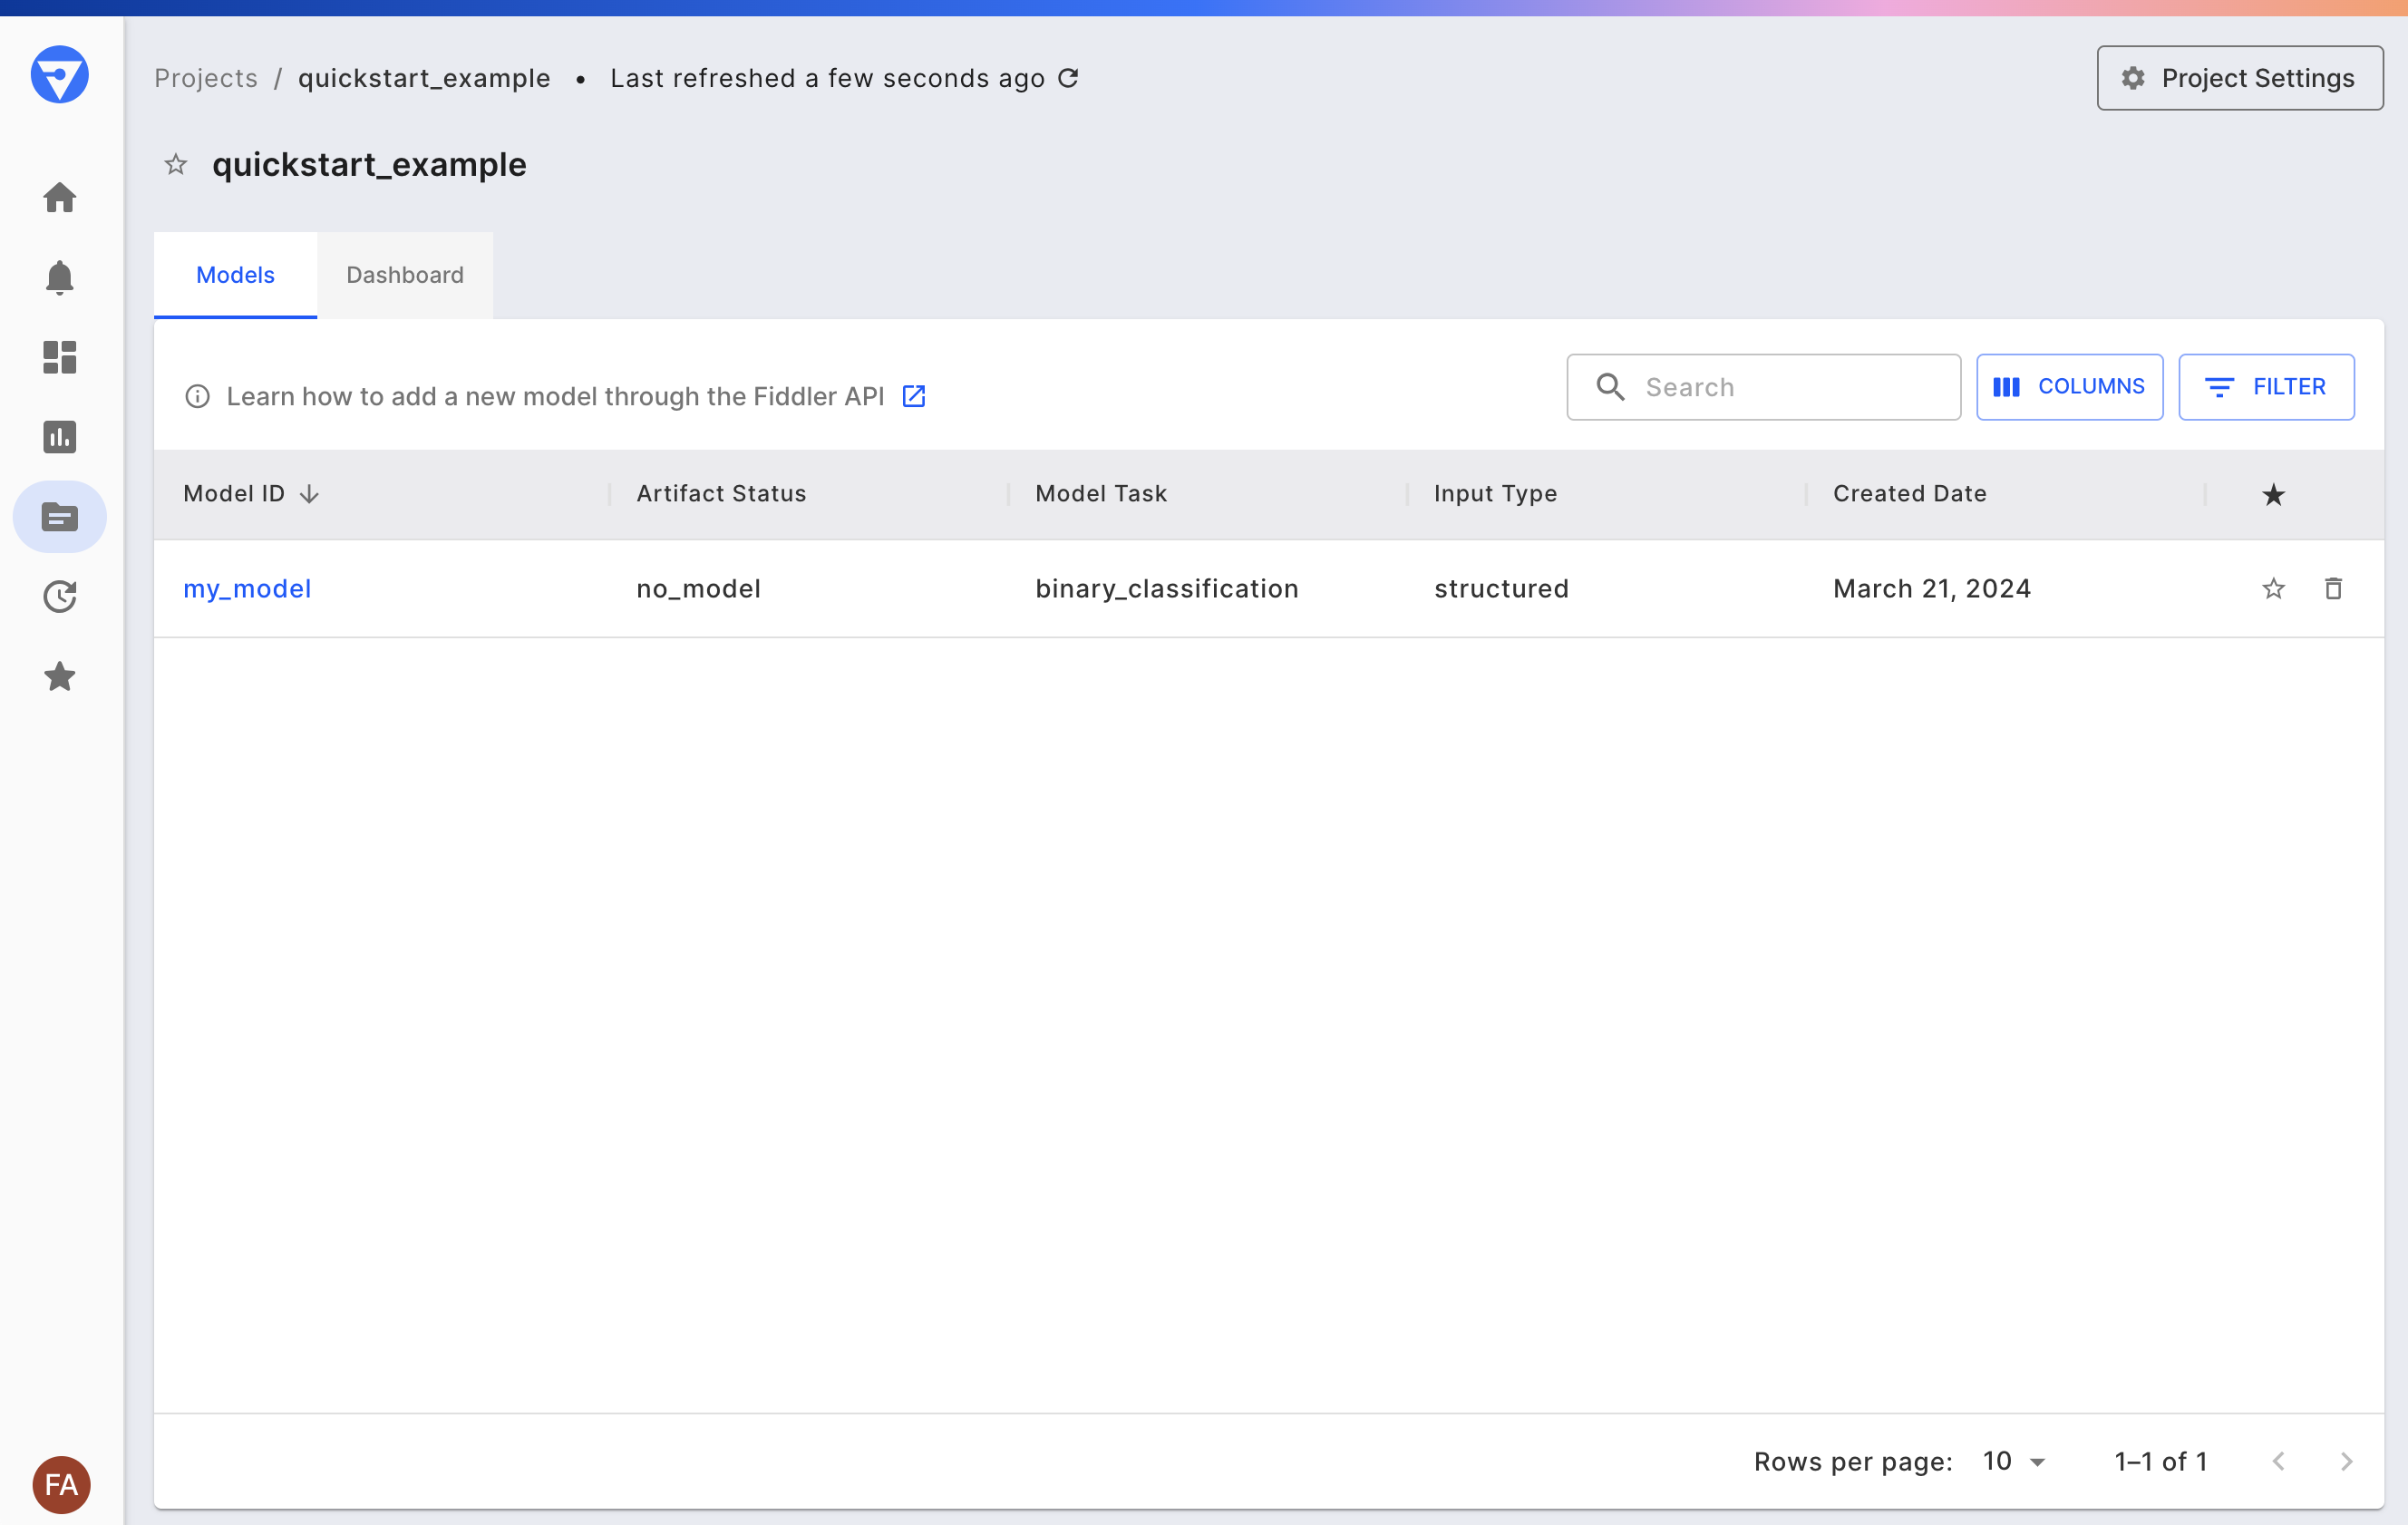 Projects / quickstart_example • Last refreshed a few seconds ago
Project Settings
quickstart_example
Models
Dashboard
Learn how to add a new model through the Fiddler API
Search
COLUMNS
FILTER
Model ID
Artifact Status
Model Task
Input Type
Created Date
my_model
no_model
binary_classification
structured
March 21, 2024
FA
Rows per page: 10
1–1 of 1